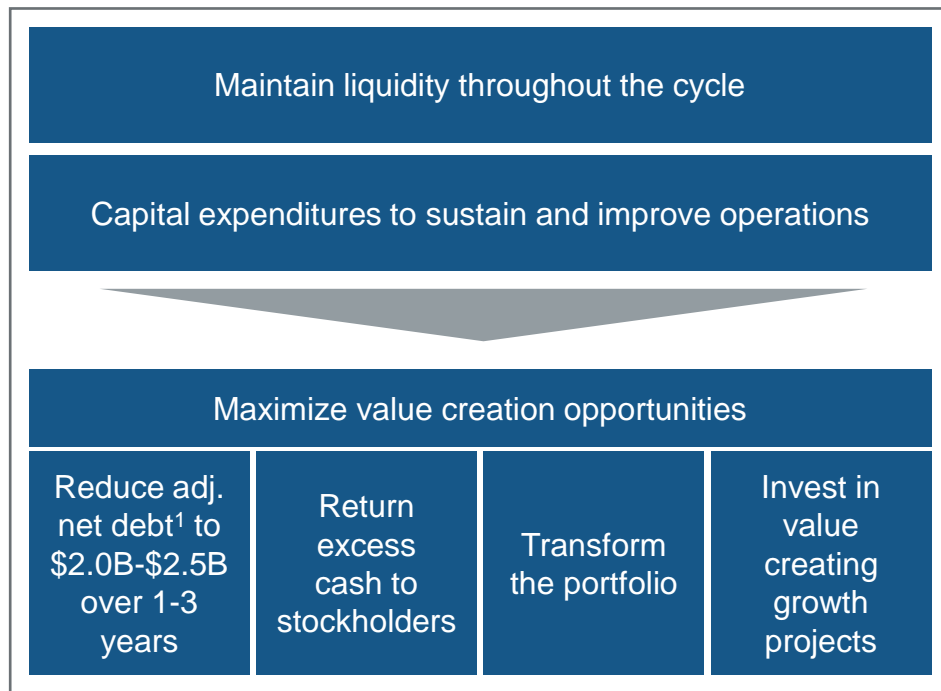 Maintain liquidity throughout the cycle
Capital expenditures to sustain and improve operations
Maximize value creation opportunities
Reduce adj.
net debt¹ to
$2.0B-$2.5B
over 1-3
years
Return
excess
cash to
stockholders
Transform
the portfolio
Invest in
value
creating
growth
projects